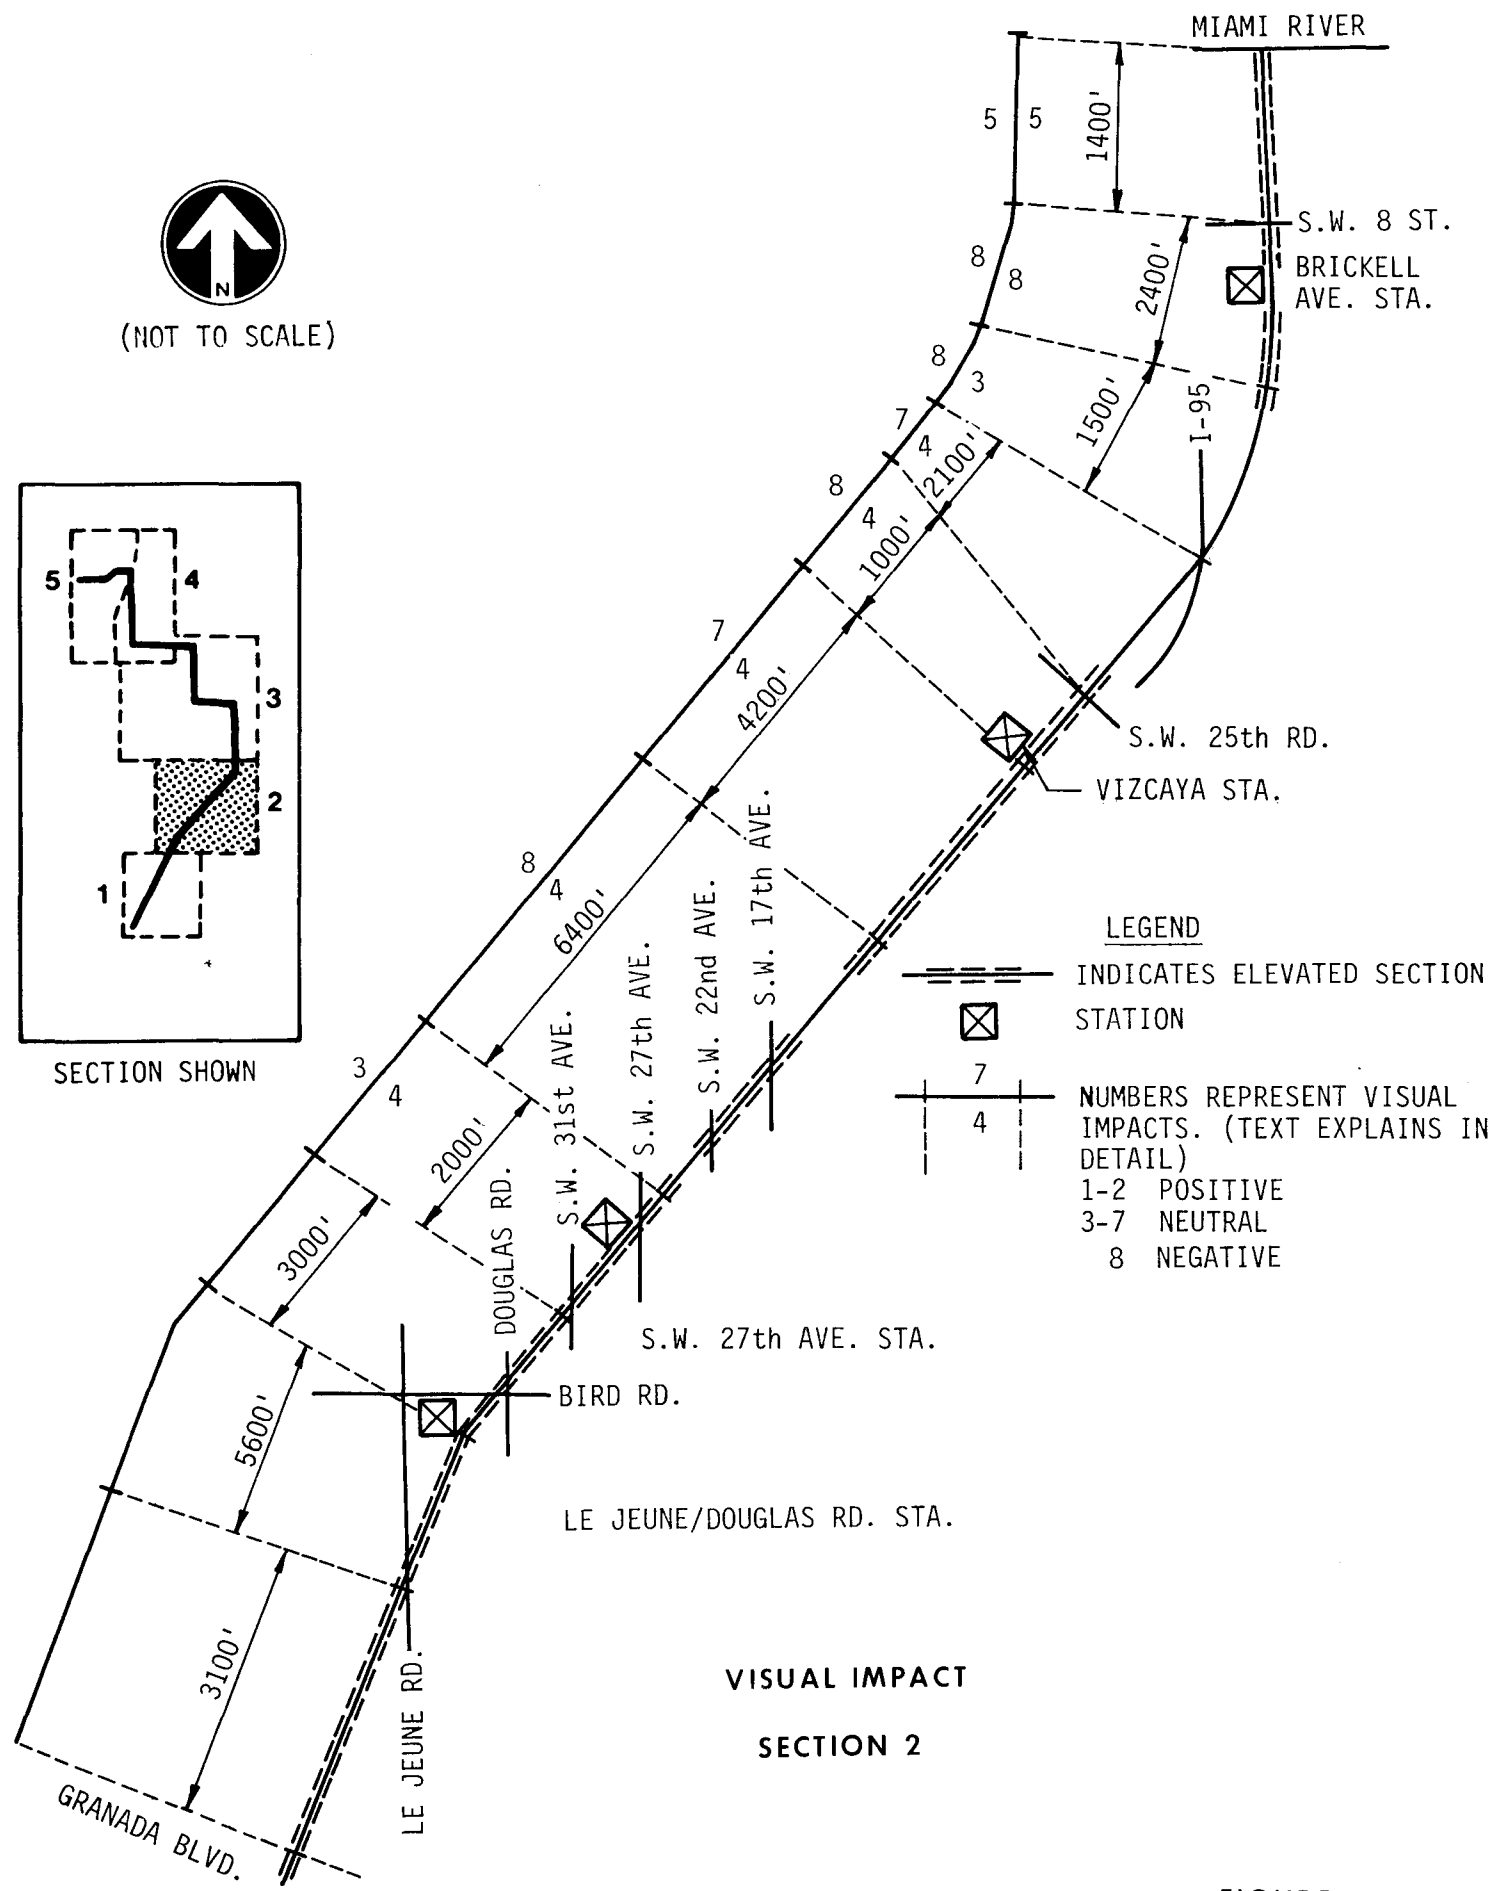 MIAMI RIVER
5
5
1400'
S.W. 8 ST.
8
8
2400'
BRICKELL
AVE. STA.
N
(NOT TO SCALE)
8
3
1500'
I-95
7
4
2100'
8
4
1000'
5
4
3
2
1
SECTION SHOWN
7
4
4200'
S.W. 25th RD.
VIZCAYA STA.
8
4
6400'
S.W. 17th AVE.
S.W. 22nd AVE.
S.W. 27th AVE.
S.W. 31st AVE.
DOUGLAS RD.
LEGEND
INDICATES ELEVATED SECTION
STATION
7
4
NUMBERS REPRESENT VISUAL
IMPACTS. (TEXT EXPLAINS IN
DETAIL)
1-2 POSITIVE
3-7 NEUTRAL
8 NEGATIVE
3
4
2000'
3000'
S.W. 27th AVE. STA.
BIRD RD.
5600'
LE JEUNE/DOUGLAS RD. STA.
3100'
LE JEUNE RD.
GRANADA BLVD.
VISUAL IMPACT
SECTION 2